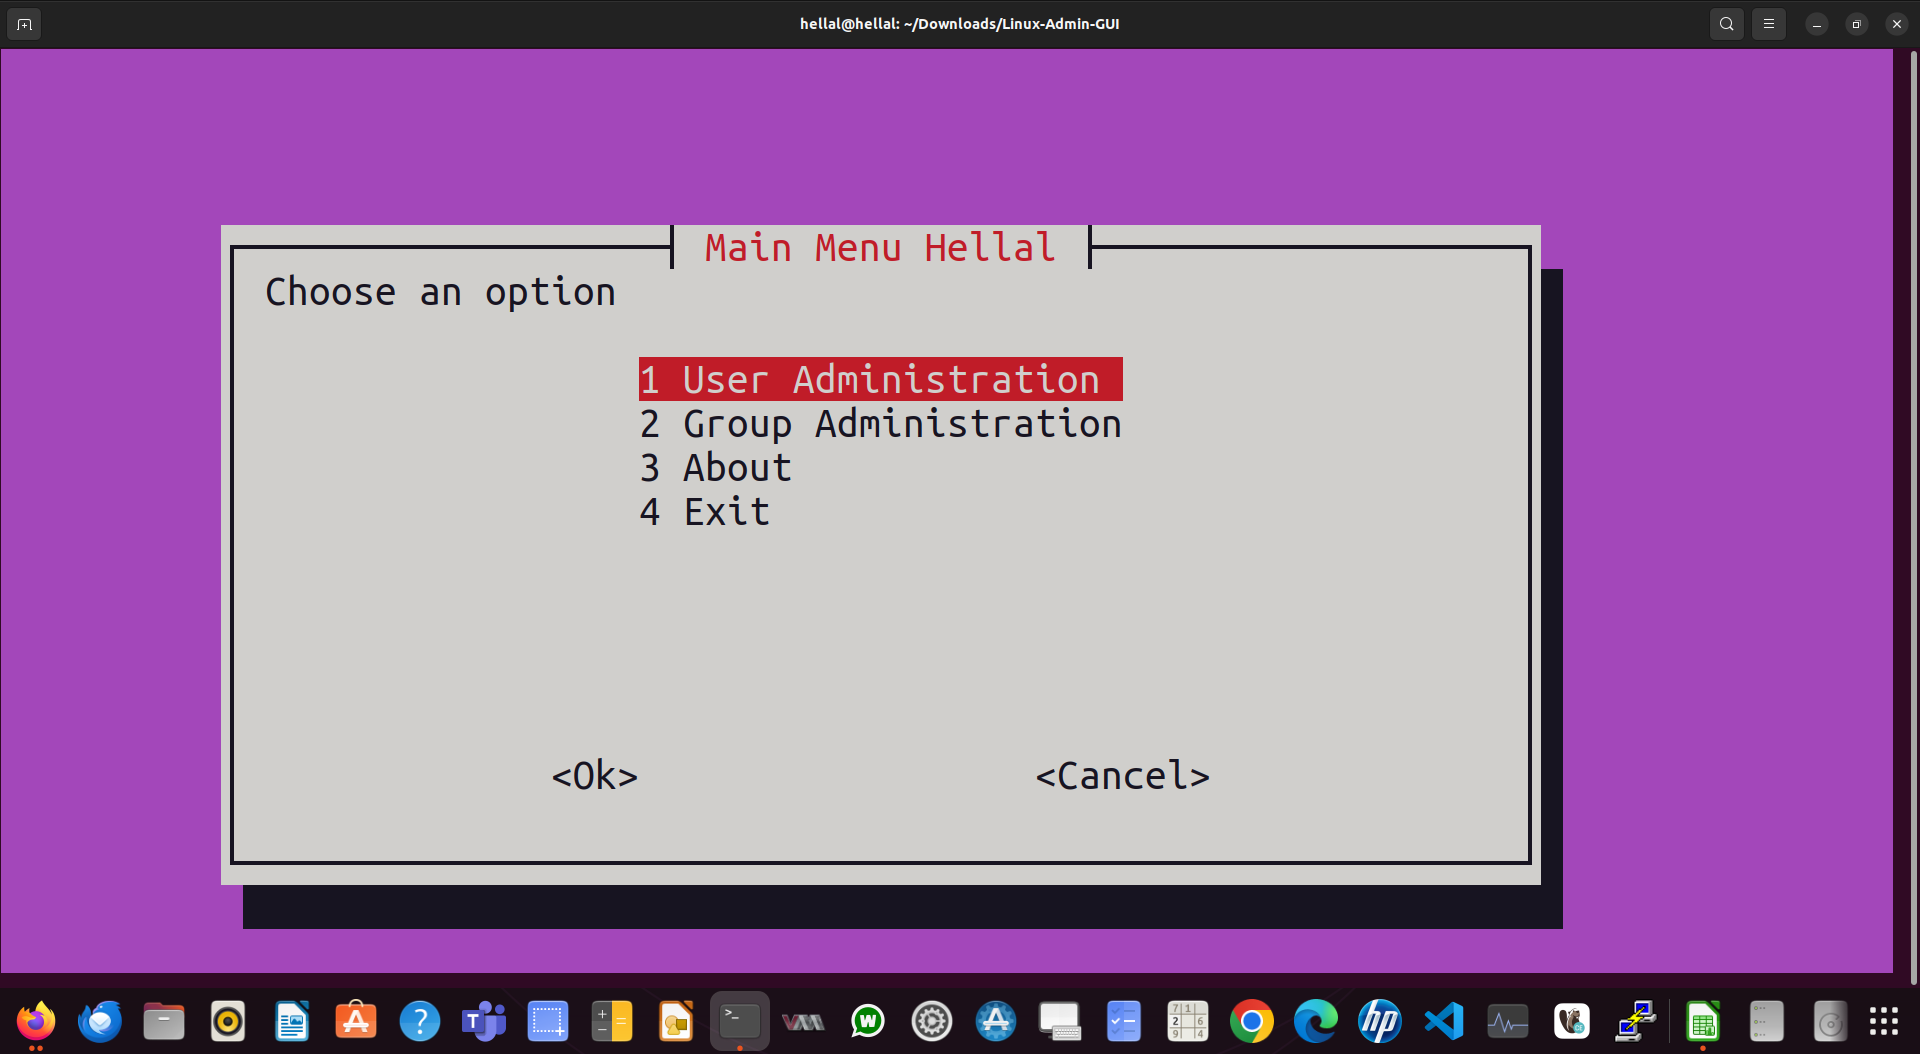 hellal@hellal: ~/Downloads/Linux-Admin-GUI
Main Menu Hellal
Choose an option
1 User Administration
2 Group Administration
3 About
4 Exit
<Ok> <Cancel>